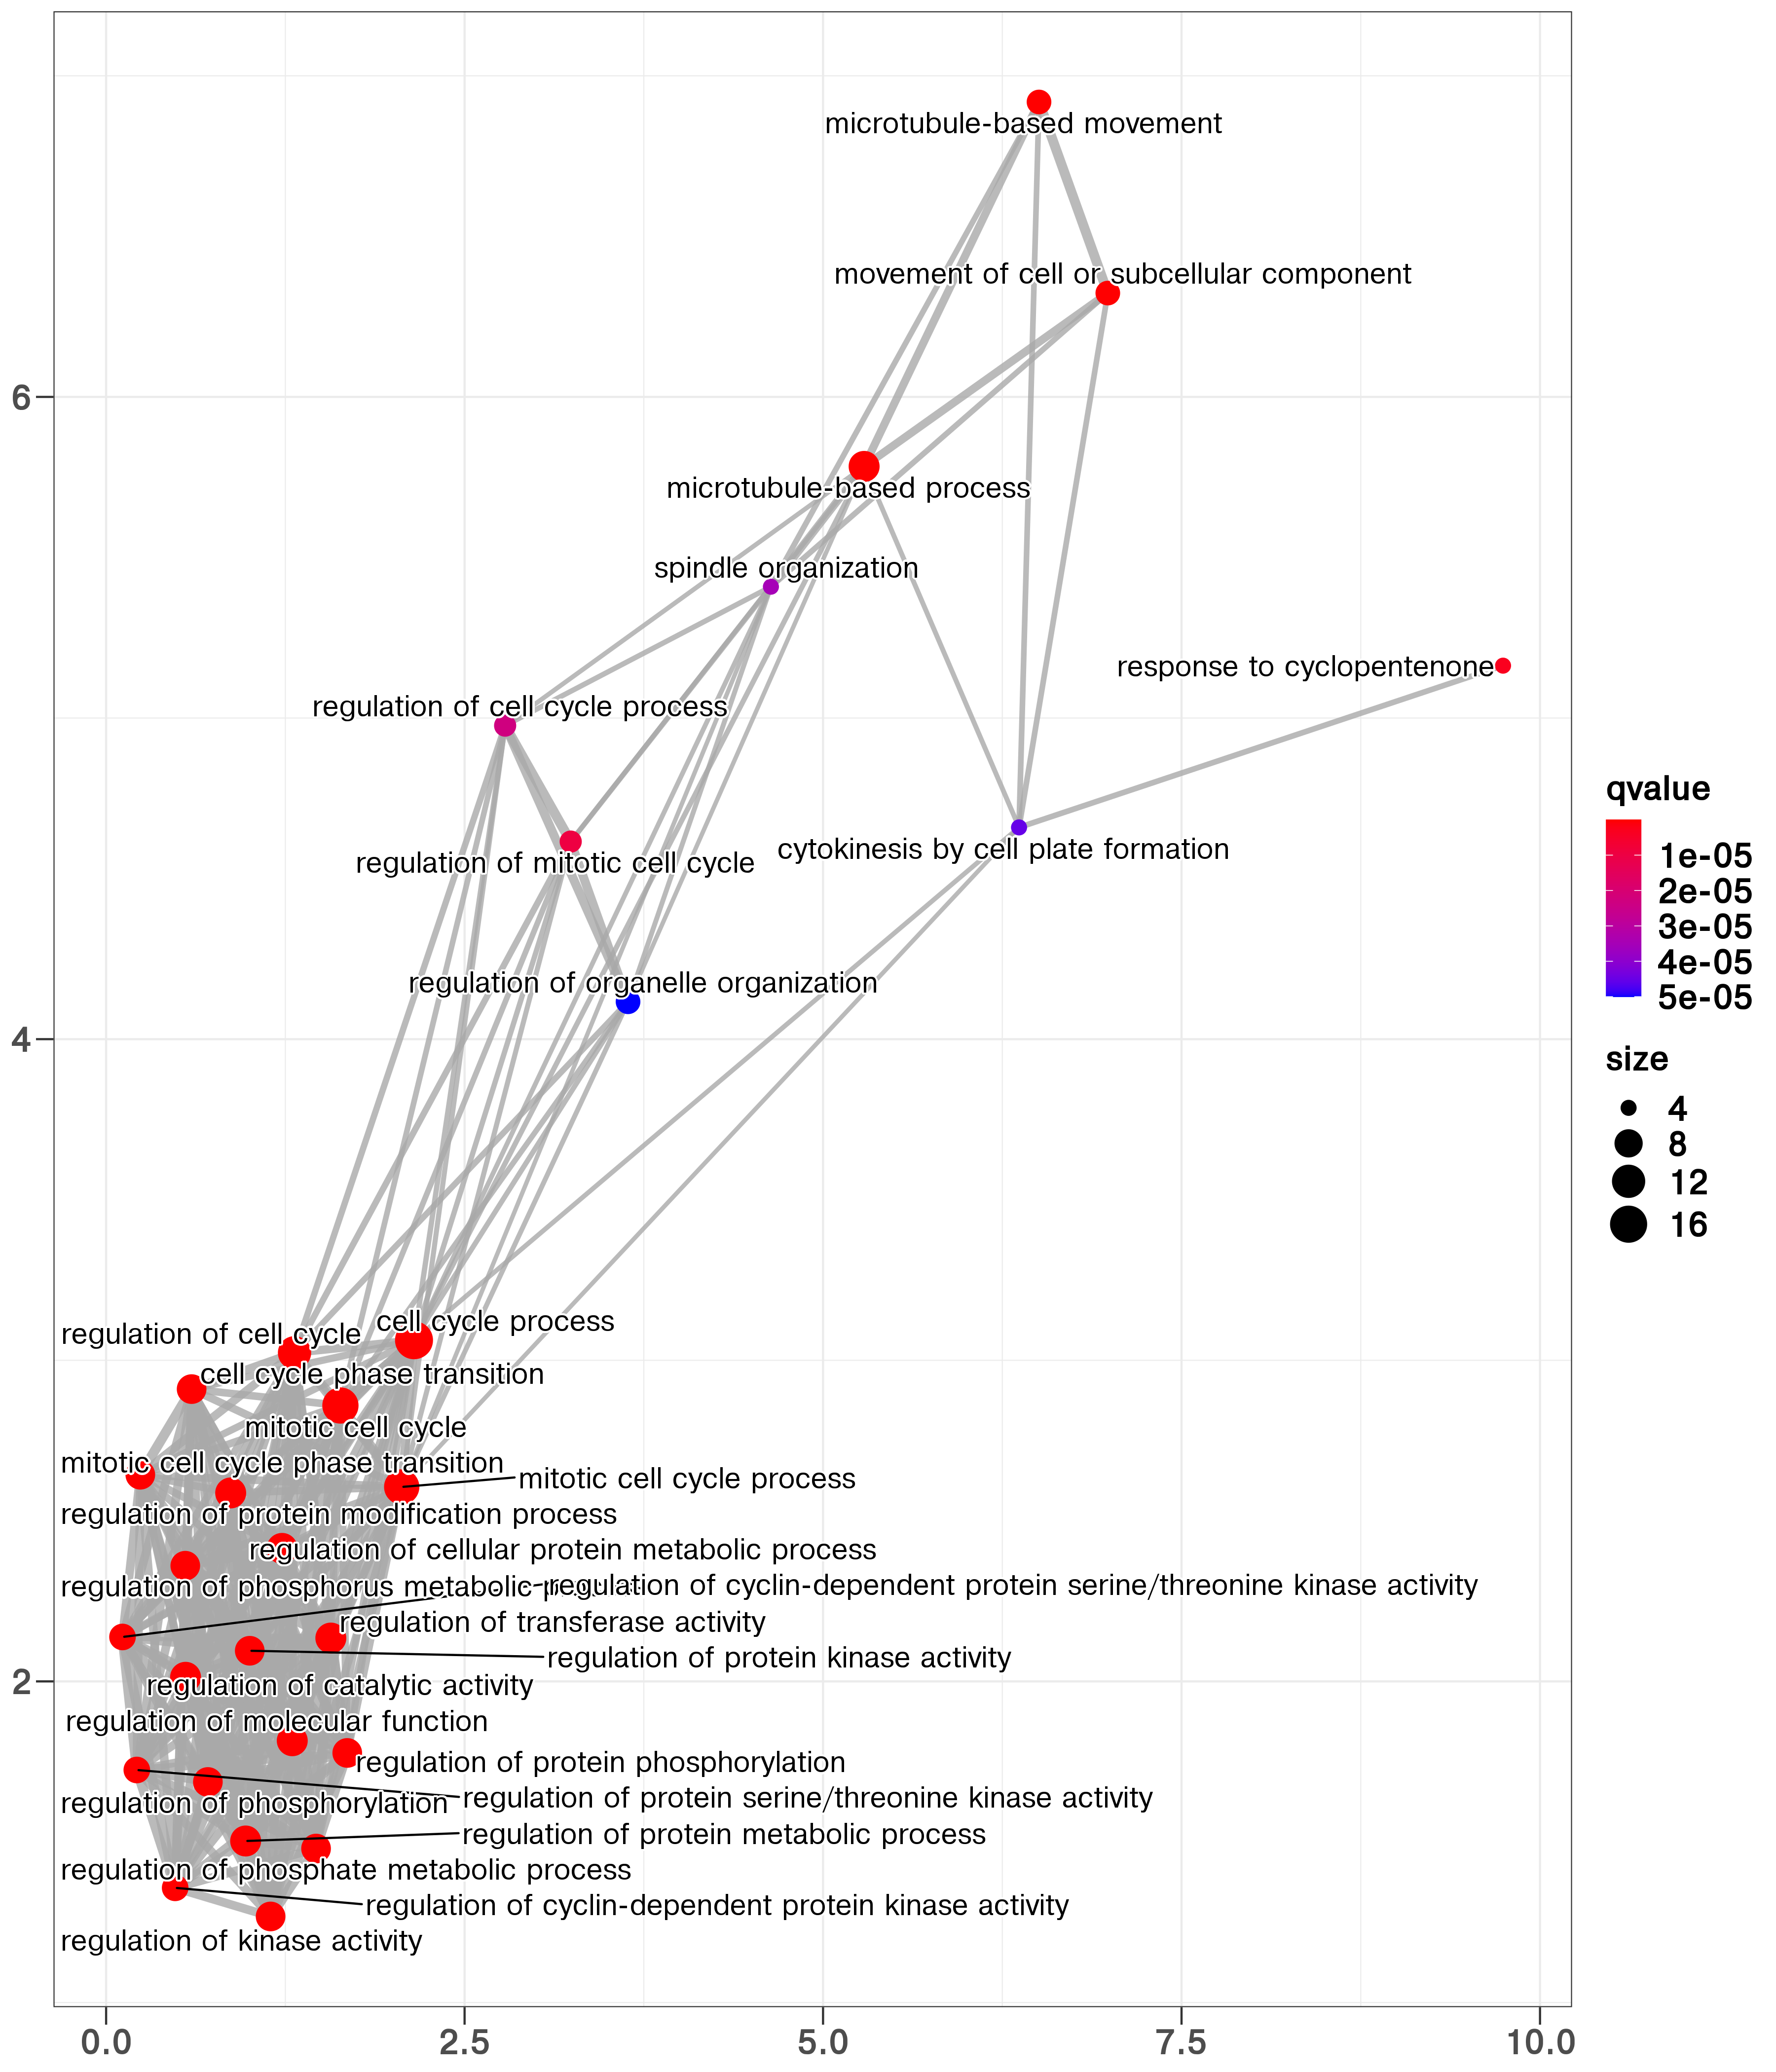 microtubule-based movement
movement of cell or subcellular component
6
microtubule-based process
spindle organization
response to cyclopentenone
regulation of cell cycle process
qvalue
1e-05
2e-05
3e-05
4e-05
5e-05
cytokinesis by cell plate formation
regulation of mitotic cell cycle
regulation of organelle organization
4
size
4
8
12
16
cell cycle process
regulation of cell cycle
cell cycle phase transition
mitotic cell cycle
mitotic cell cycle phase transition
mitotic cell cycle process
regulation of protein modification process
regulation of cellular protein metabolic process
regulation of phosphorus metabolic
regulation of cyclin-dependent protein serine/threonine kinase activity
regulation of transferase activity
regulation of protein kinase activity
2
regulation of catalytic activity
regulation of molecular function
regulation of protein phosphorylation
regulation of phosphorylation
regulation of protein serine/threonine kinase activity
regulation of protein metabolic process
regulation of phosphate metabolic process
regulation of cyclin-dependent protein kinase activity
regulation of kinase activity
0.0
2.5
5.0
7.5
10.0